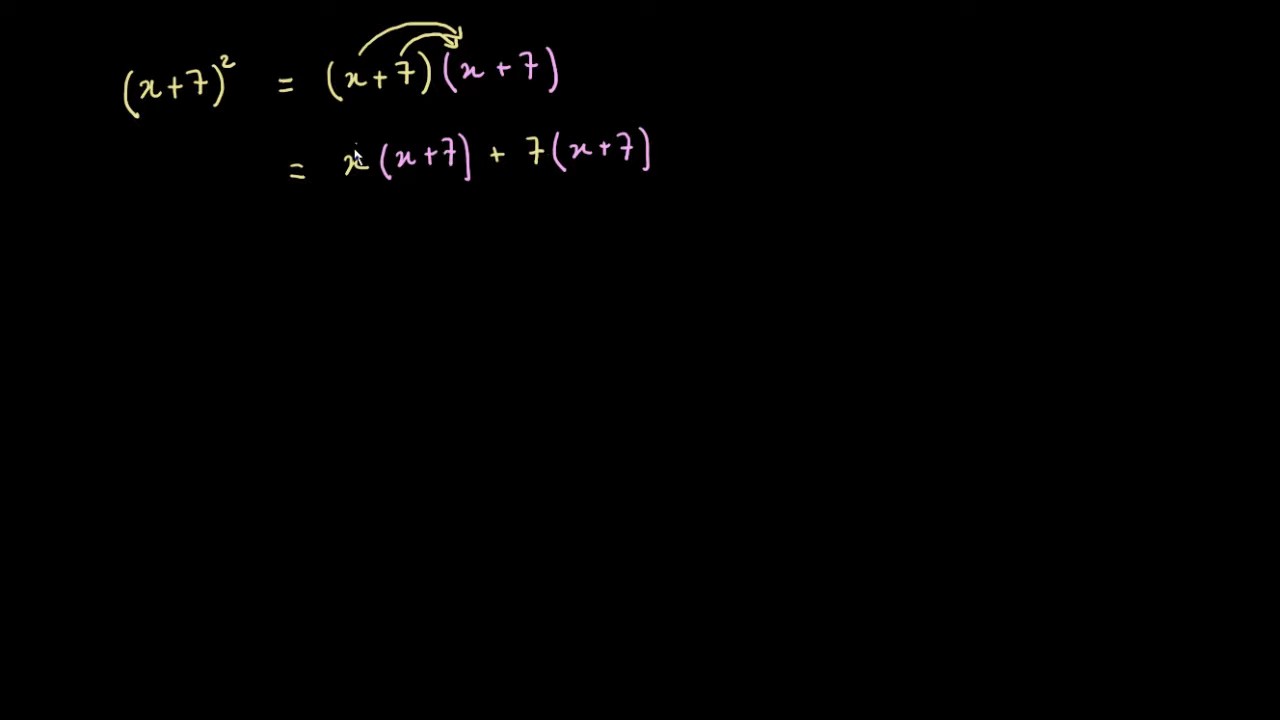 (x+7)² = (x+7)(x+7)
= x(x+7) + 7(x+7)